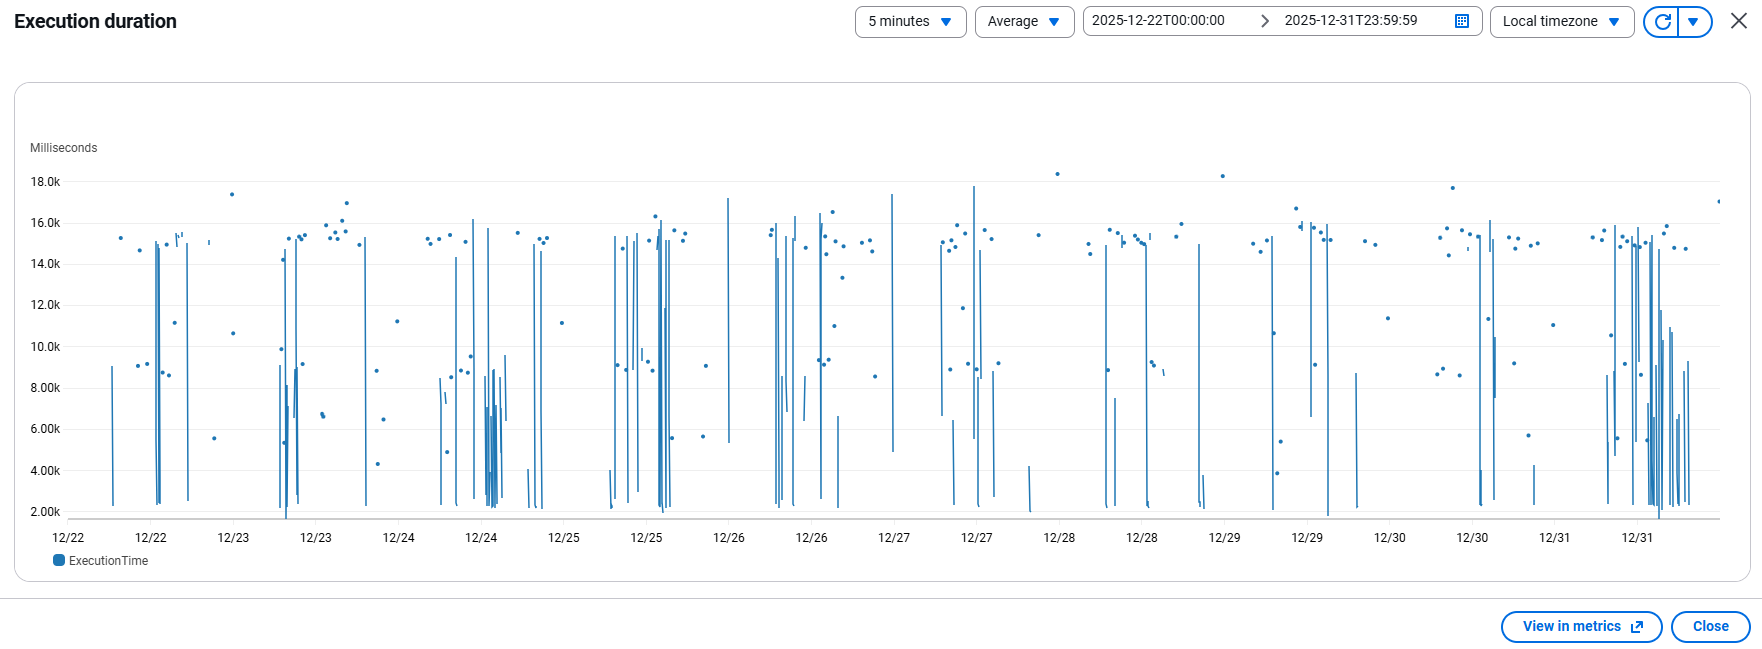 Execution duration
5 minutes
Average
2025-12-22T00:00:00
2025-12-31T23:59:59
Local timezone
Milliseconds
18.0k
16.0k
14.0k
12.0k
10.0k
8.00k
6.00k
4.00k
2.00k
12/22 12/22 12/23 12/23 12/24 12/24 12/25 12/25 12/26 12/26 12/27 12/27 12/28 12/28 12/29 12/29 12/30 12/30 12/31 12/31
ExecutionTime
View in metrics
Close